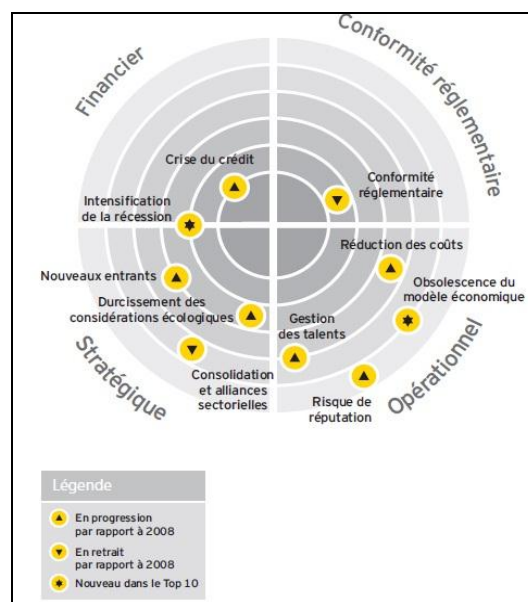 Financier
Conformité réglementaire
Crise du crédit
Conformité
réglementaire
Intensification
de la récession
Réduction des coûts
Nouveaux entrants
Obsolescence du
modèle économique
Durcissement des
considérations écologiques
Gestion
des talents
Stratégique
Consolidation
et alliances
sectorielles
Opérationnel
Risque de
réputation
Légende
En progression
par rapport à 2008
En retrait
par rapport à 2008
Nouveau dans le Top 10